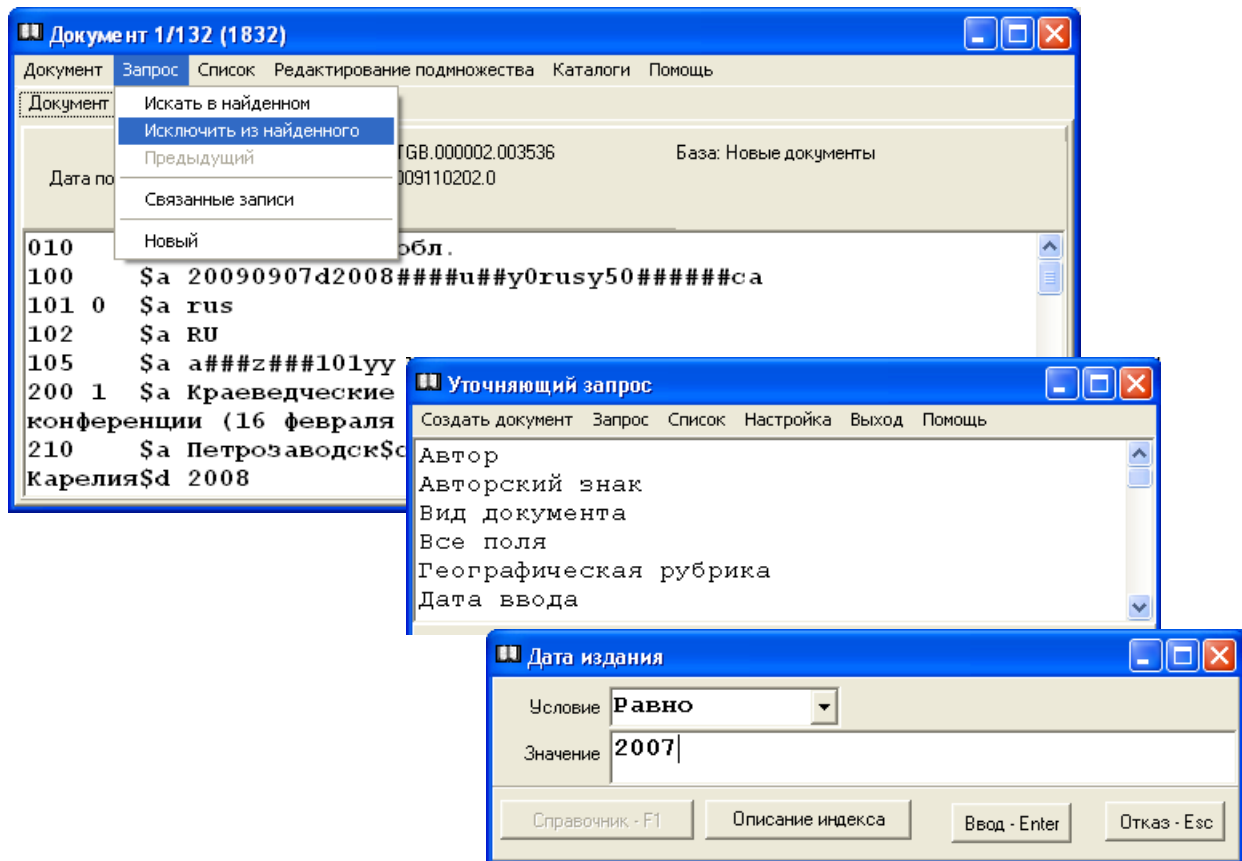 Документ 1/132 (1832)
Документ Запрос Список Редактирование подмножества Каталоги Помощь
Документ
Искать в найденном
Исключить из найденного
Предыдущий
Связанные записи
Новый
TGB.000002.003536 База: Новые документы
Дата по 009110202.0
010 обл.
100 $a 20090907d2008####u##y0rusy50######ca
101 0 $a rus
102 $a RU
105 $a a###z###101yy
200 1 $a Краеведческие
конференции (16 февраля
210 $a Петрозаводск$c
Карелия$d 2008
Уточняющий запрос
Создать документ Запрос Список Настройка Выход Помощь
Автор
Авторский знак
Вид документа
Все поля
Географическая рубрика
Дата ввода
Дата издания
Условие Равно
Значение 2007
Справочник - F1 Описание индекса Ввод - Enter Отказ - Esc